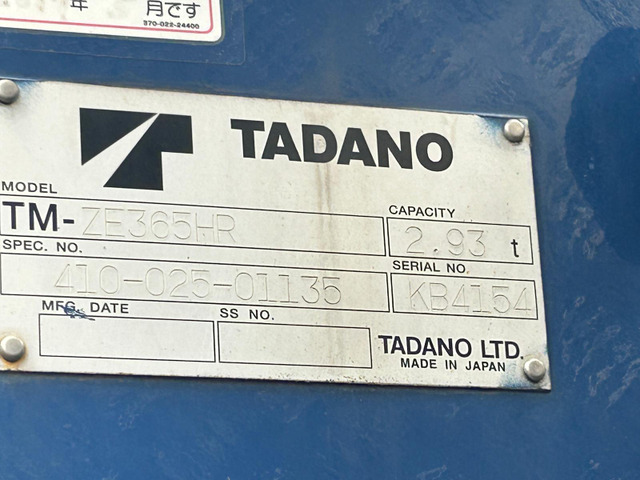 年 月です
370-022-24400
TADANO
MODEL
TM-ZE365HR
CAPACITY
2.93 t
SPEC. NO.
410-025-01135
SERIAL NO.
KB4154
MFG. DATE
SS NO.
TADANO LTD.
MADE IN JAPAN